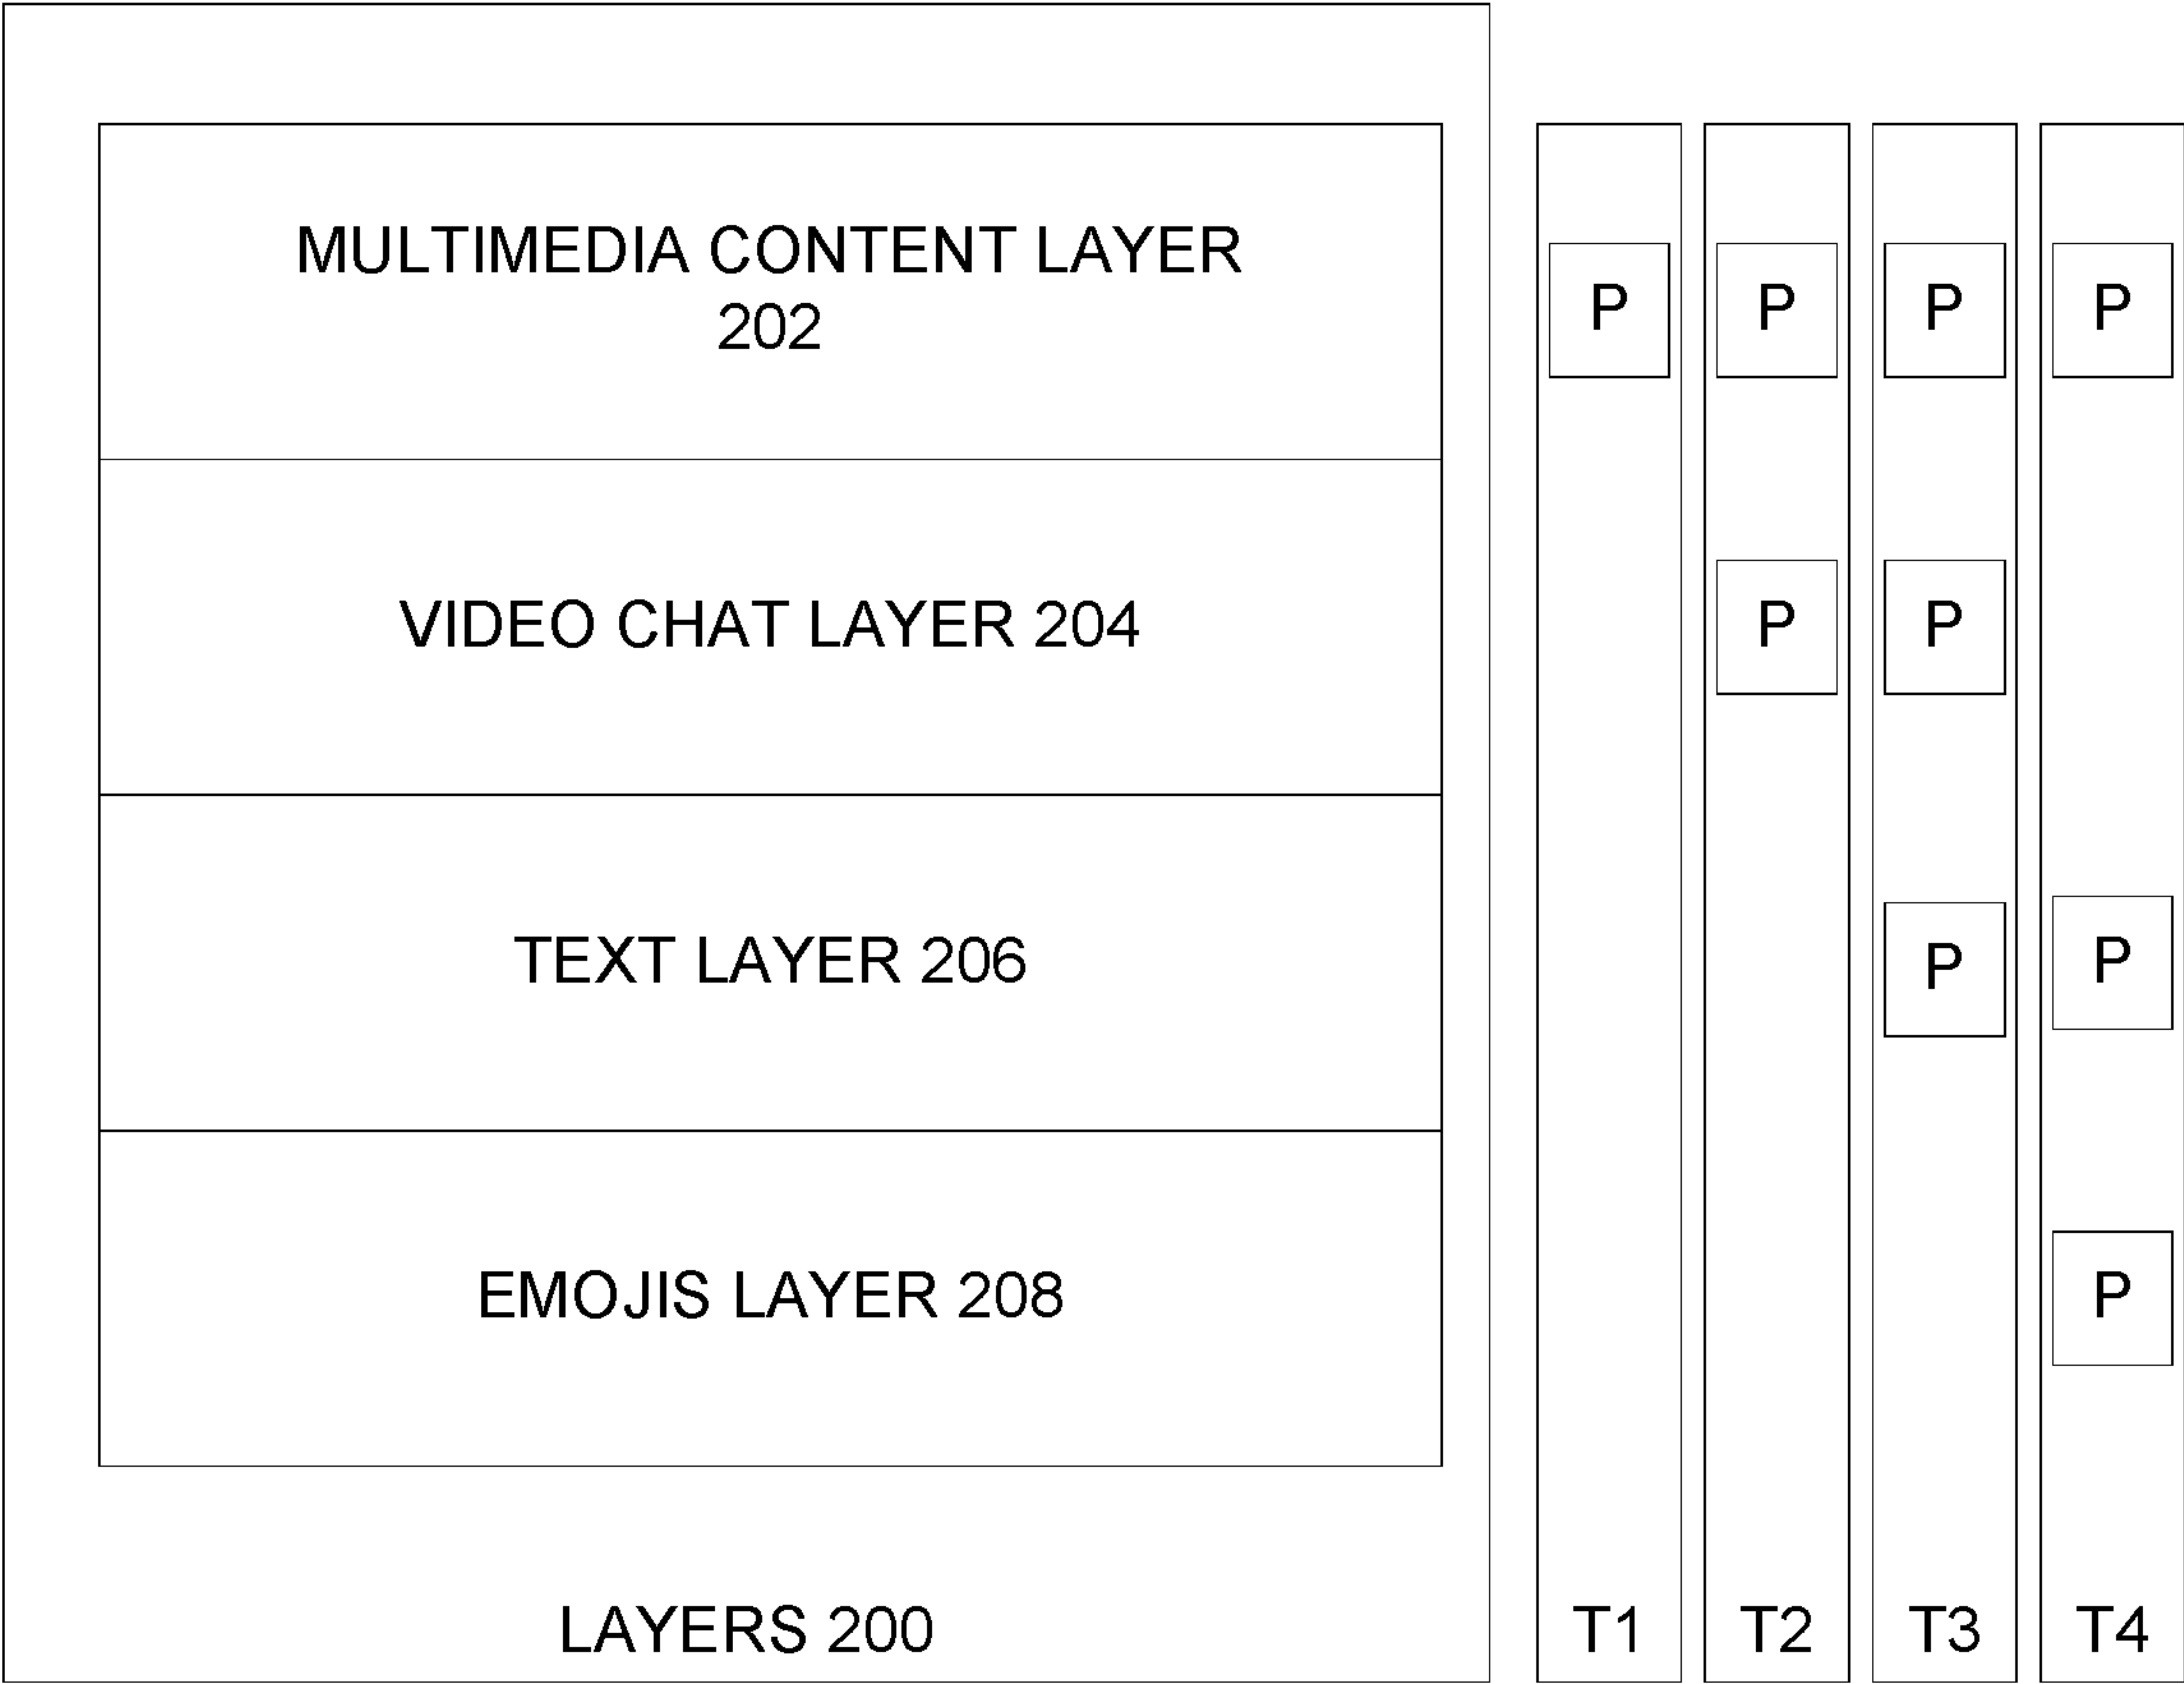 MULTIMEDIA CONTENT LAYER
202
P P P P
VIDEO CHAT LAYER 204
P P
TEXT LAYER 206
P P
EMOJIS LAYER 208
P
LAYERS 200
T1 T2 T3 T4